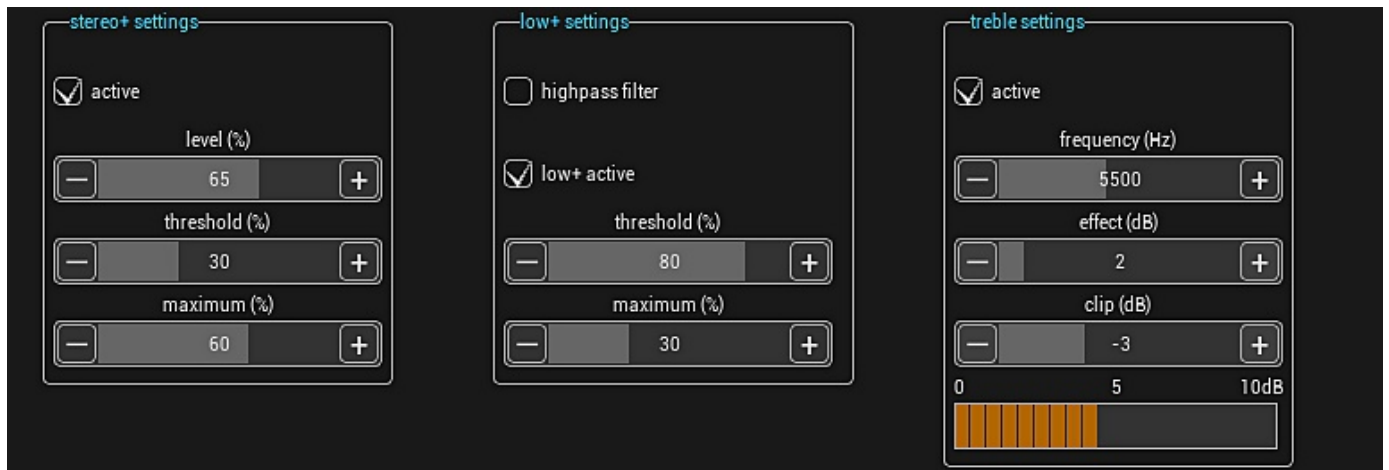 stereo+ settings
active
level (%)
65
threshold (%)
30
maximum (%)
60
low+ settings
highpass filter
low+ active
threshold (%)
80
maximum (%)
30
treble settings
active
frequency (Hz)
5500
effect (dB)
2
clip (dB)
-3
0 5 10dB